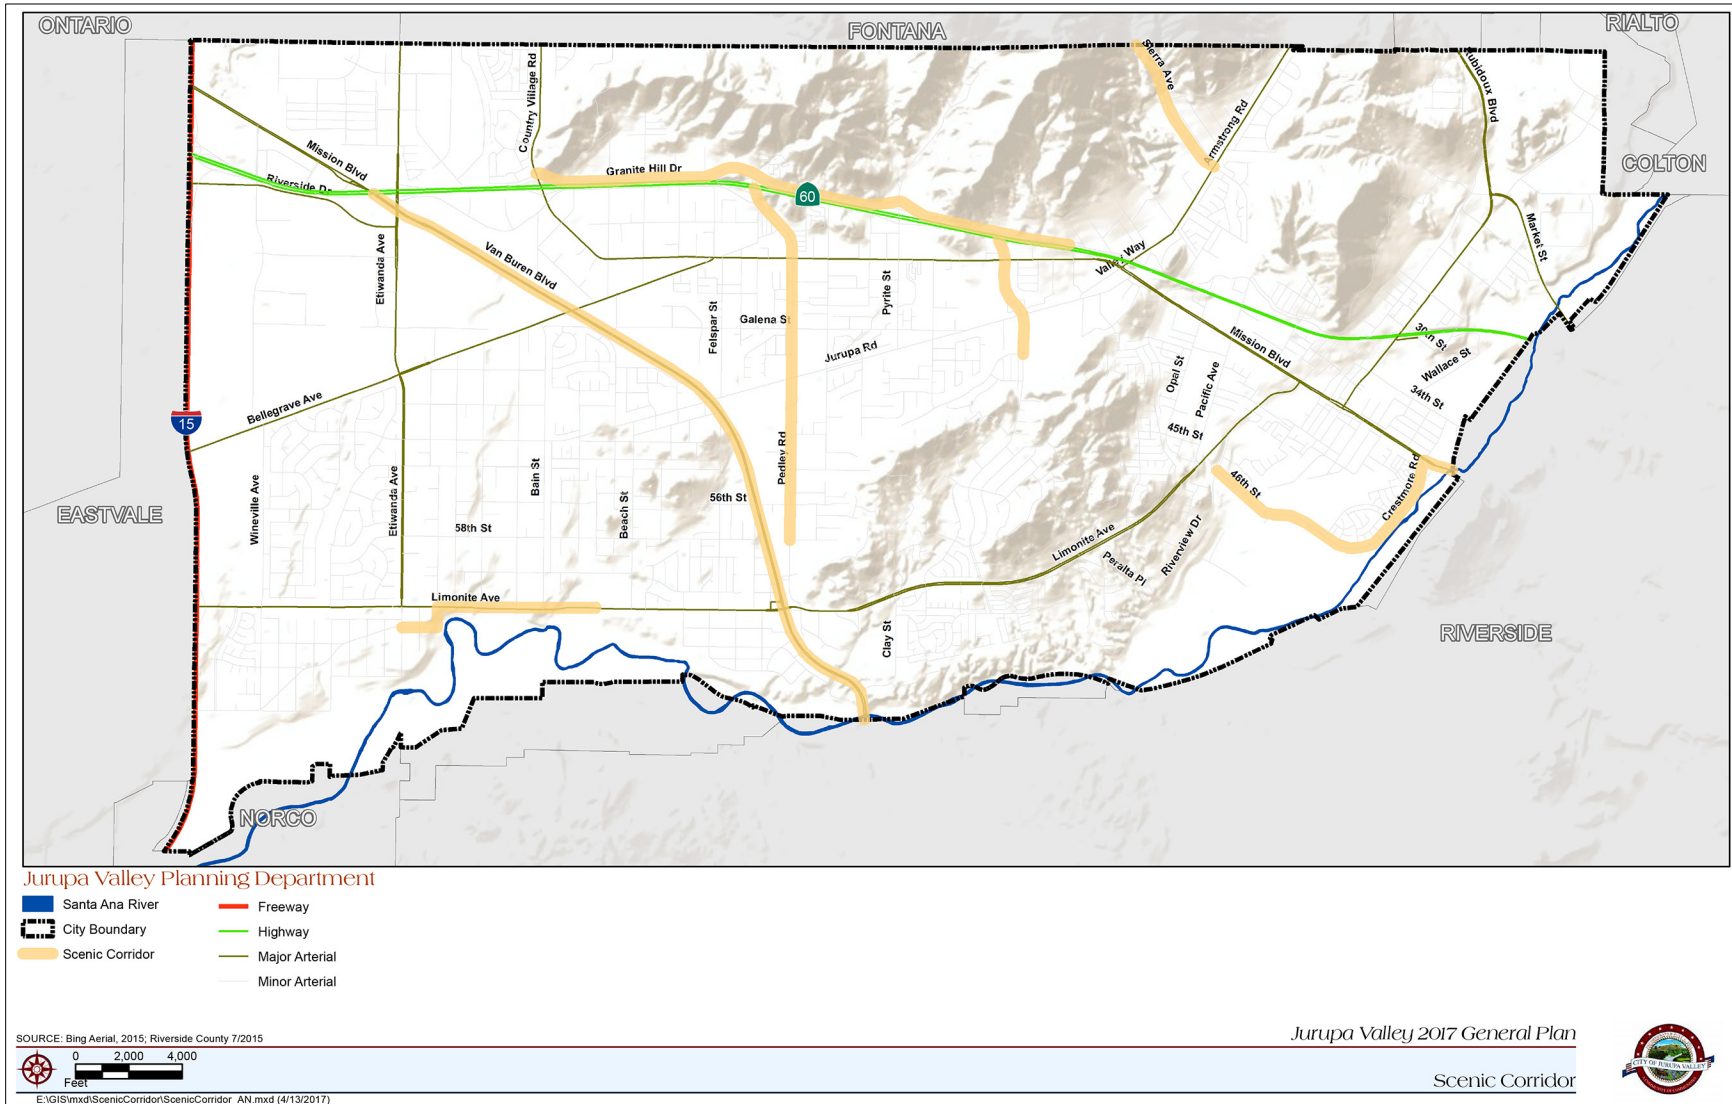 ONTARIO
FONTANA
RIALTO
COLTON
EASTVALE
NORCO
RIVERSIDE
Sierra Ave
Rubidoux Blvd
Country Village Rd
Armstrong Rd
Mission Blvd
Granite Hill Dr
Riverside Dr
60
Market St
Van Buren Blvd
Etiwanda Ave
Valley Way
Pyrite St
Felspar St
Galena St
Jurupa Rd
Mission Blvd
30th St
Wallace St
34th St
Opal St
Pacific Ave
45th St
Bellegrave Ave
15
Pedley Rd
46th St
Crestmore Rd
Wineville Ave
Etiwanda Ave
Bain St
Beach St
56th St
58th St
Limonite Ave
Peralta Pl
Riverview Dr
Limonite Ave
Clay St
Jurupa Valley Planning Department
Santa Ana River
City Boundary
Scenic Corridor
Freeway
Highway
Major Arterial
Minor Arterial
SOURCE: Bing Aerial, 2015; Riverside County 7/2015
0 2,000 4,000
Feet
E:\GIS\mxd\ScenicCorridor\ScenicCorridor_AN.mxd (4/13/2017)
Jurupa Valley 2017 General Plan
Scenic Corridor
CITY OF JURUPA VALLEY